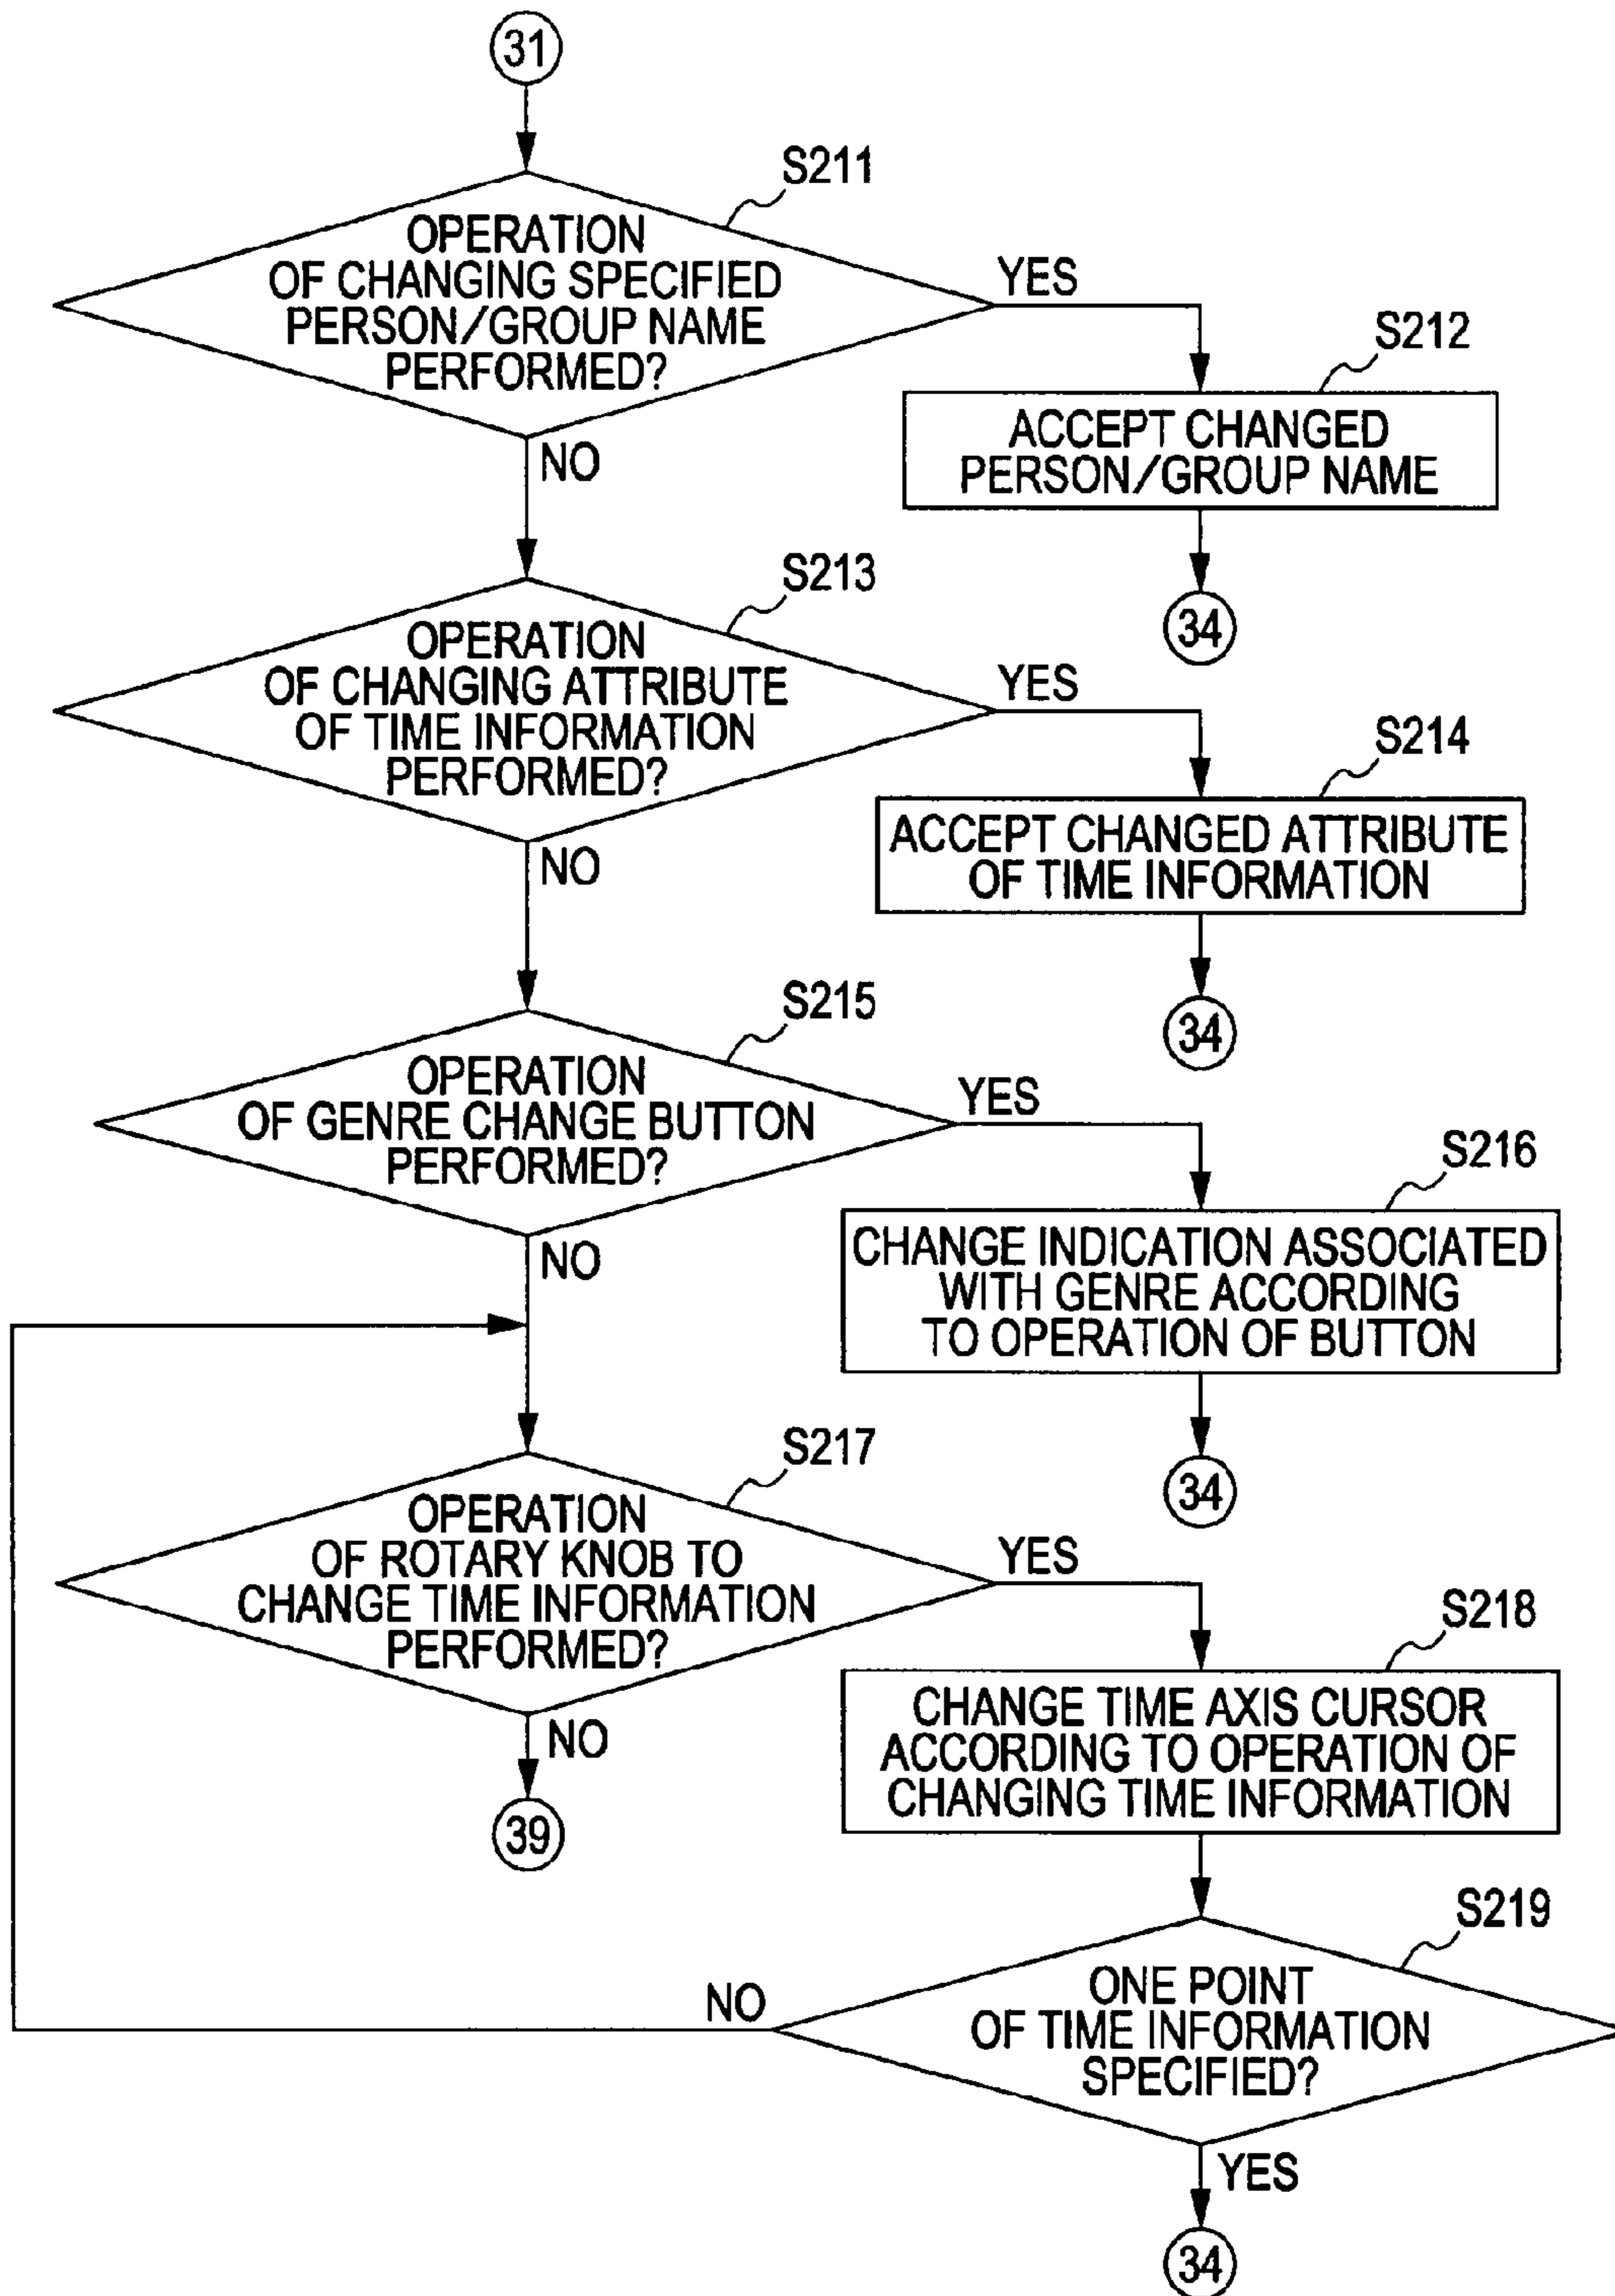 31
S211
OPERATION
OF CHANGING SPECIFIED
PERSON/GROUP NAME
PERFORMED?
YES
NO
S212
ACCEPT CHANGED
PERSON/GROUP NAME
34
S213
OPERATION
OF CHANGING ATTRIBUTE
OF TIME INFORMATION
PERFORMED?
YES
NO
S214
ACCEPT CHANGED ATTRIBUTE
OF TIME INFORMATION
34
S215
OPERATION
OF GENRE CHANGE BUTTON
PERFORMED?
YES
NO
S216
CHANGE INDICATION ASSOCIATED
WITH GENRE ACCORDING
TO OPERATION OF BUTTON
34
S217
OPERATION
OF ROTARY KNOB TO
CHANGE TIME INFORMATION
PERFORMED?
YES
NO
39
S218
CHANGE TIME AXIS CURSOR
ACCORDING TO OPERATION OF
CHANGING TIME INFORMATION
S219
ONE POINT
OF TIME INFORMATION
SPECIFIED?
NO
YES
34